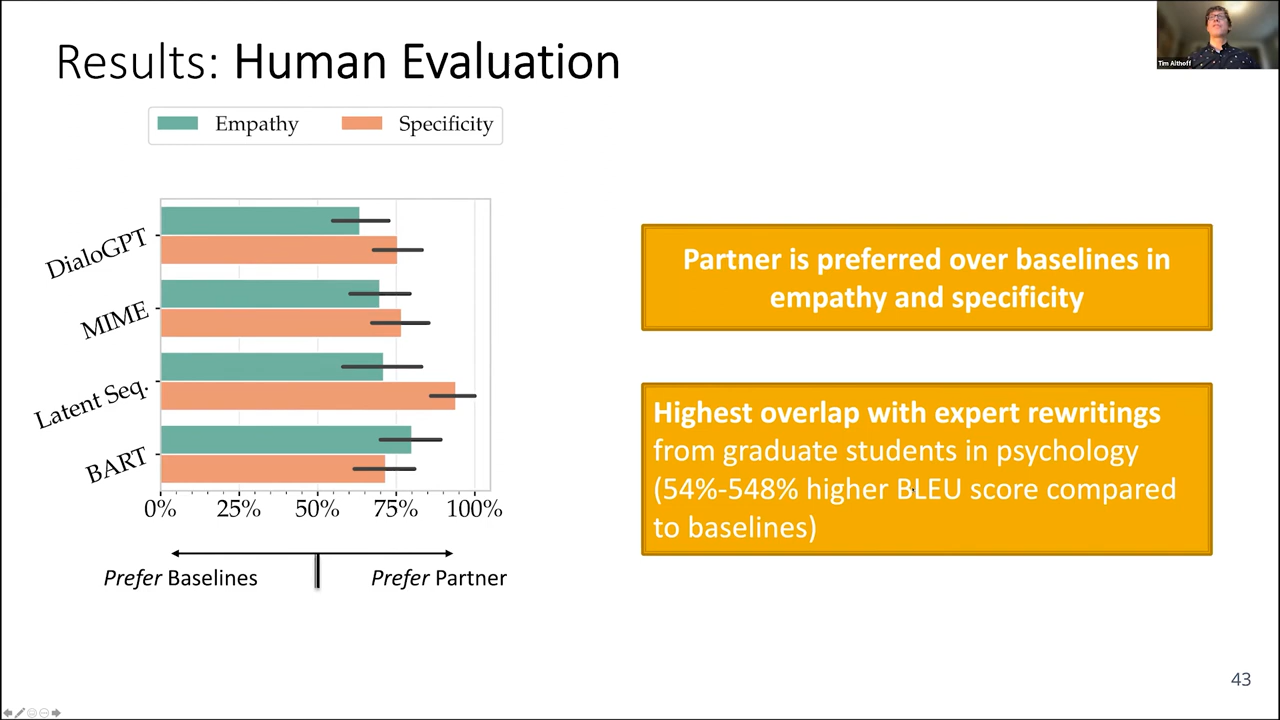 Results: Human Evaluation
Tim Althoff
Empathy
Specificity
DialoGPT
MIME
Latent Seq.
BART
0% 25% 50% 75% 100%
Prefer Baselines
Prefer Partner
Partner is preferred over baselines in
empathy and specificity
Highest overlap with expert rewritings
from graduate students in psychology
(54%-548% higher BLEU score compared
to baselines)
43